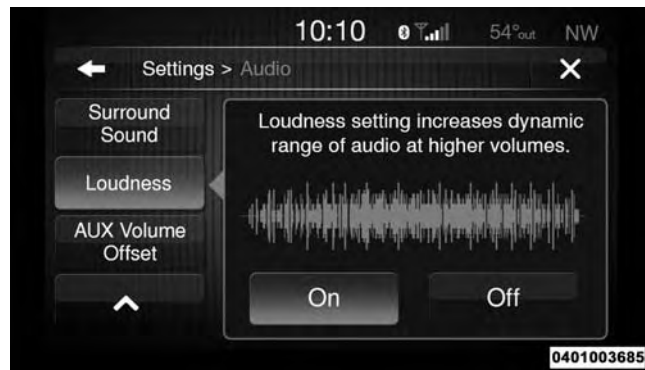 10:10 54°out NW
Settings > Audio
Surround
Sound
Loudness
AUX Volume
Offset
Loudness setting increases dynamic
range of audio at higher volumes.
On Off
0401003685